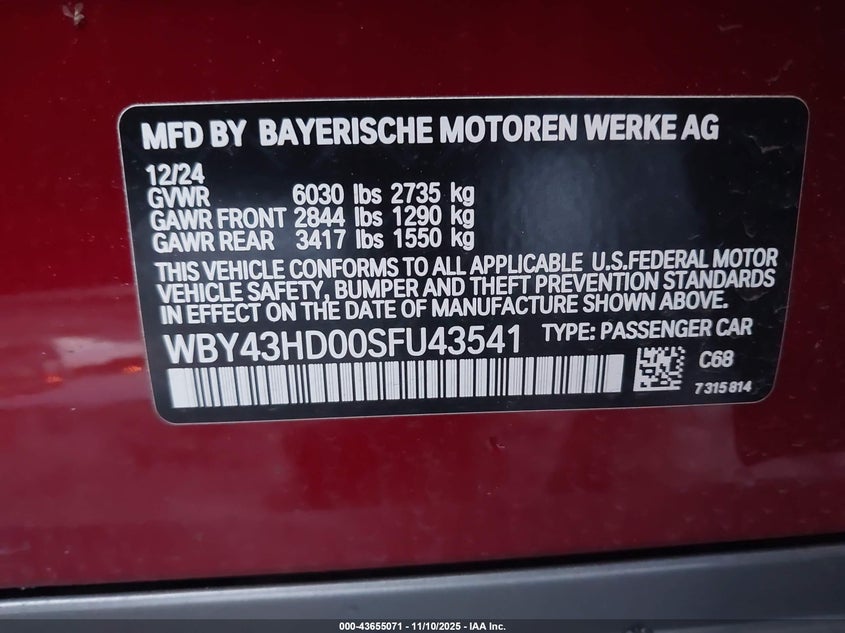 MFD BY BAYERISCHE MOTOREN WERKE AG
12/24
GVWR 6030 lbs 2735 kg
GAWR FRONT 2844 lbs 1290 kg
GAWR REAR 3417 lbs 1550 kg
THIS VEHICLE CONFORMS TO ALL APPLICABLE U.S.FEDERAL MOTOR
VEHICLE SAFETY, BUMPER AND THEFT PREVENTION STANDARDS
IN EFFECT ON THE DATE OF MANUFACTURE SHOWN ABOVE.
WBY43HD00SFU43541 TYPE: PASSENGER CAR
C68
7315814
000-43655071 - 11/10/2025 - IAA Inc.